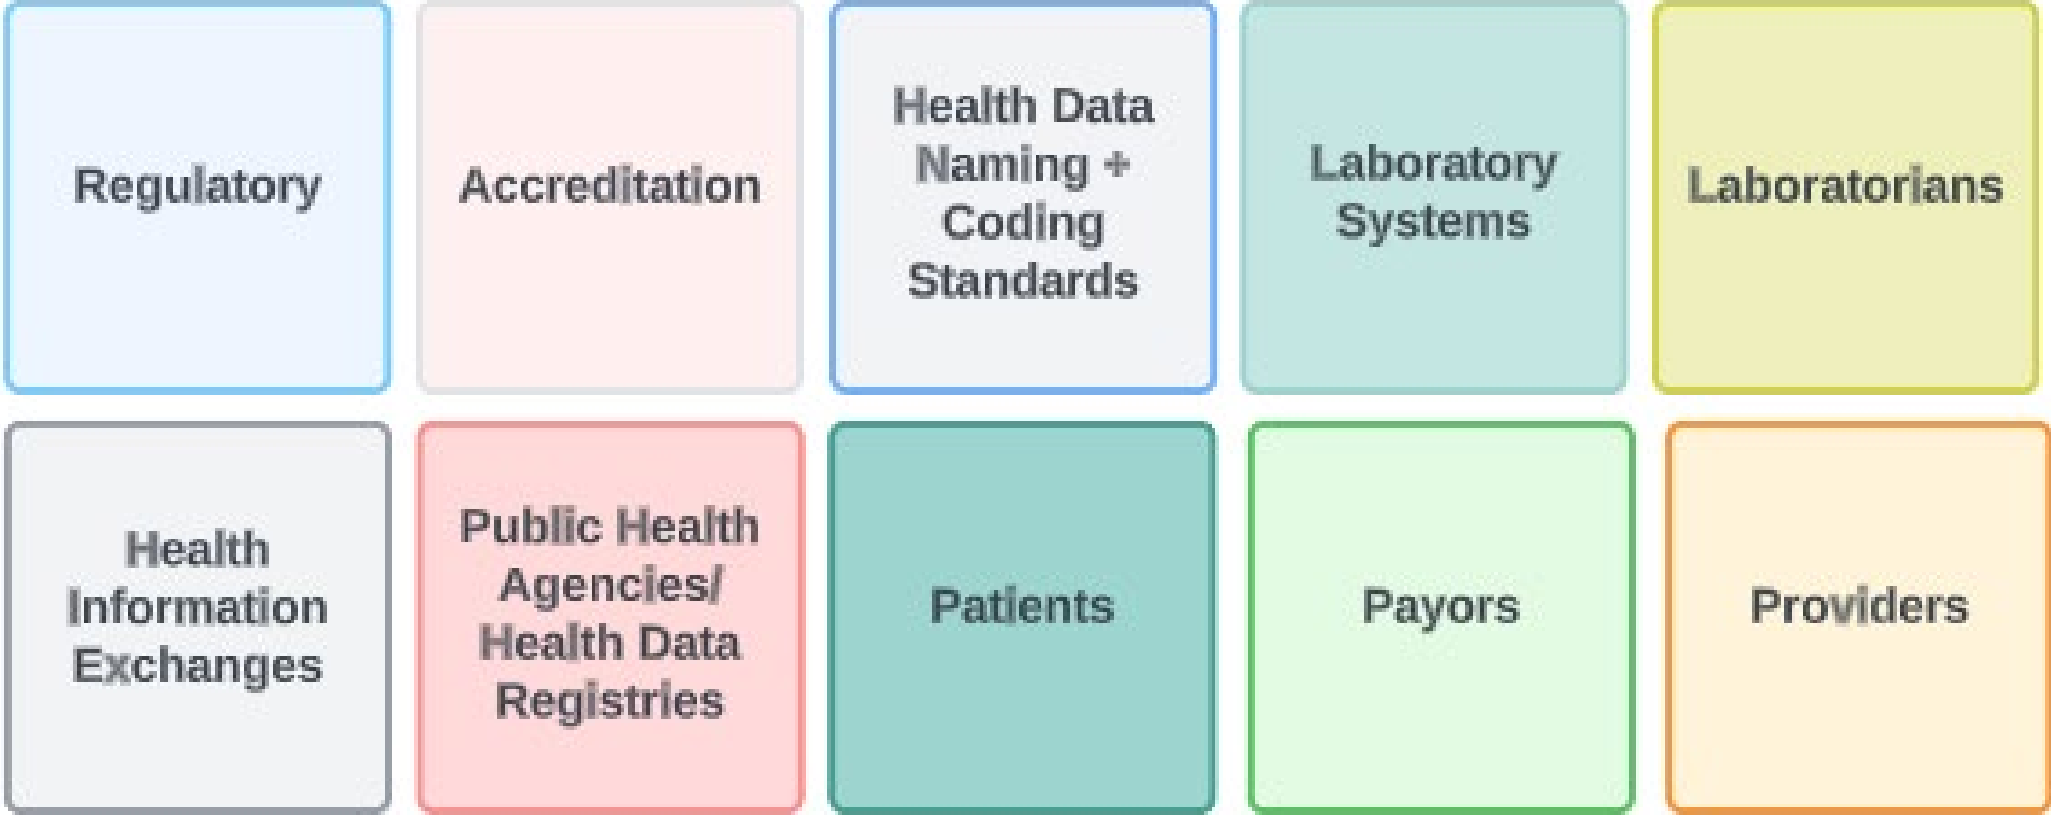 Regulatory
Accreditation
Health Data
Naming +
Coding
Standards
Laboratory
Systems
Laboratorians
Health
Information
Exchanges
Public Health
Agencies/
Health Data
Registries
Patients
Payors
Providers